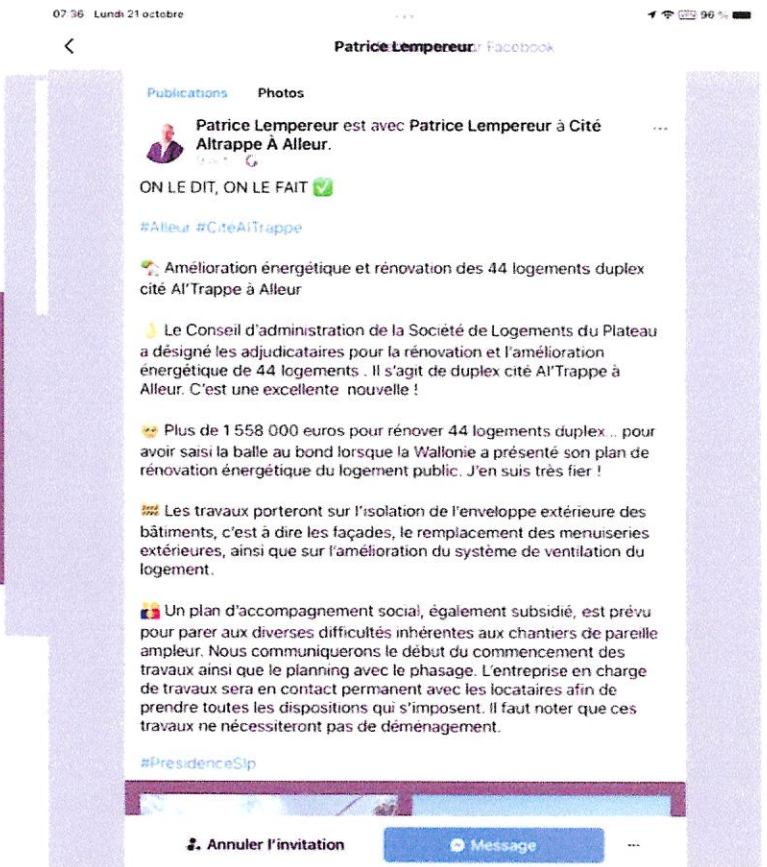 07:36 Lundi 21 octobre
96 %
Patrice Lempereur
Facebook
Publications Photos
Patrice Lempereur est avec Patrice Lempereur à Cité
Altrappe À Alleur.
ON LE DIT, ON LE FAIT ✅
#Alleur #CitéAlTrappe
Amélioration énergétique et rénovation des 44 logements duplex
cité Al'Trappe à Alleur
Le Conseil d'administration de la Société de Logements du Plateau
a désigné les adjudicataires pour la rénovation et l'amélioration
énergétique de 44 logements . Il s'agit de duplex cité Al'Trappe à
Alleur. C'est une excellente nouvelle !
Plus de 1 558 000 euros pour rénover 44 logements duplex... pour
avoir saisi la balle au bond lorsque la Wallonie a présenté son plan de
rénovation énergétique du logement public. J'en suis très fier !
Les travaux porteront sur l'isolation de l'enveloppe extérieure des
bâtiments, c'est à dire les façades, le remplacement des menuiseries
extérieures, ainsi que sur l'amélioration du système de ventilation du
logement.
Un plan d'accompagnement social, également subsidié, est prévu
pour parer aux diverses difficultés inhérentes aux chantiers de pareille
ampleur. Nous communiquerons le début du commencement des
travaux ainsi que le planning avec le phasage. L'entreprise en charge
de travaux sera en contact permanent avec les locataires afin de
prendre toutes les dispositions qui s'imposent. Il faut noter que ces
travaux ne nécessiteront pas de déménagement.
#PresidenceSlp
Annuler l'invitation
Message